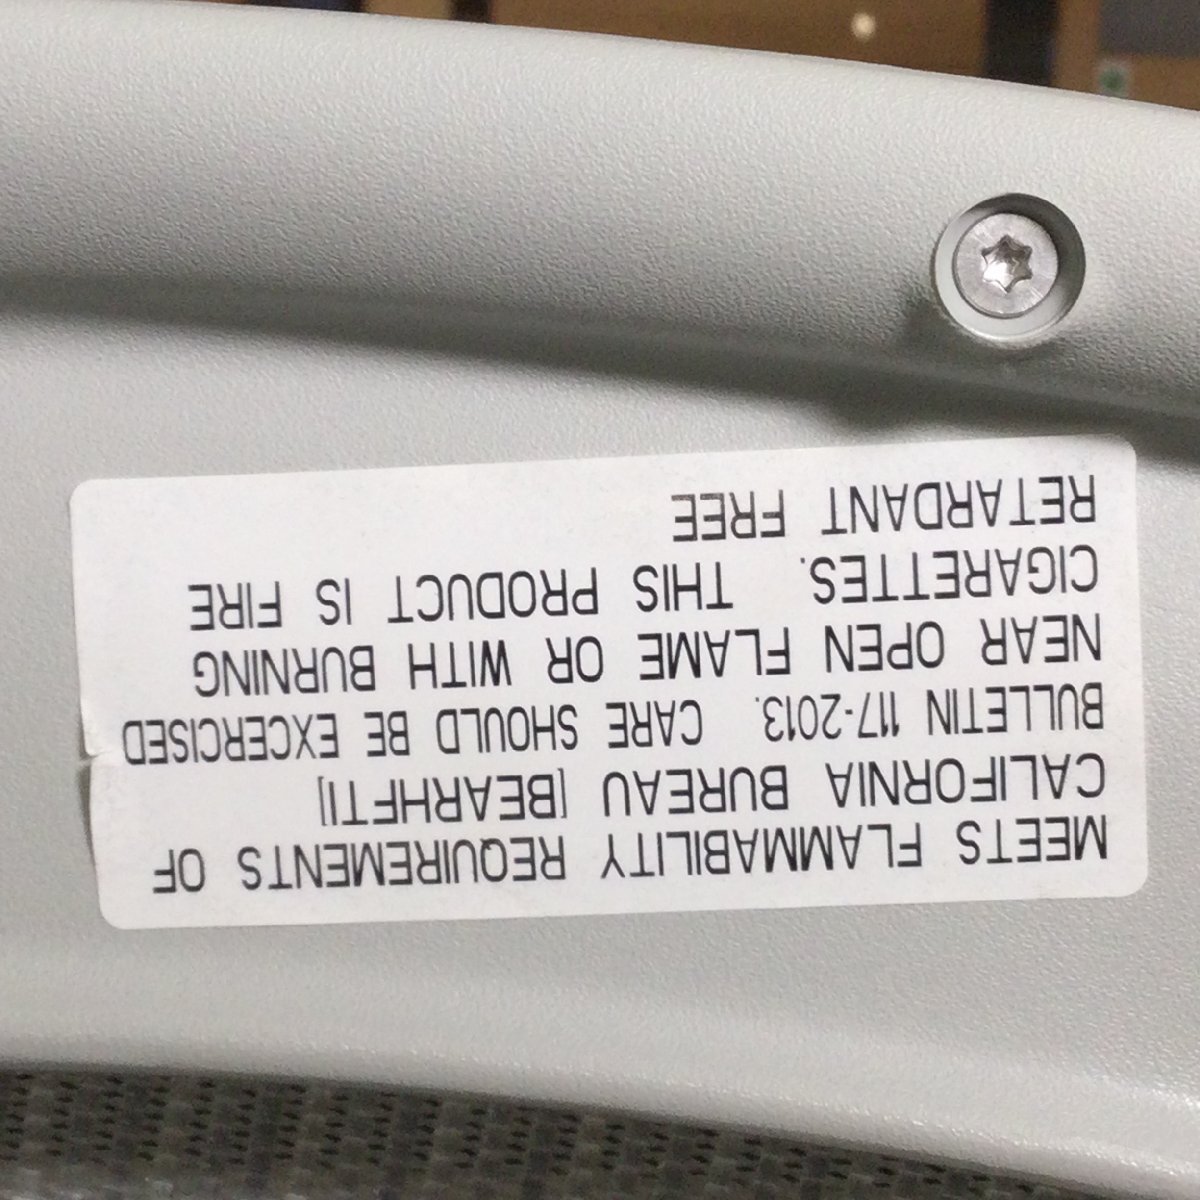 MEETS FLAMMABILITY REQUIREMENTS OF
CALIFORNIA BUREAU [BEARHFTI]
BULLETIN 117-2013. CARE SHOULD BE EXCERCISED
NEAR OPEN FLAME OR WITH BURNING
CIGARETTES. THIS PRODUCT IS FIRE
RETARDANT FREE